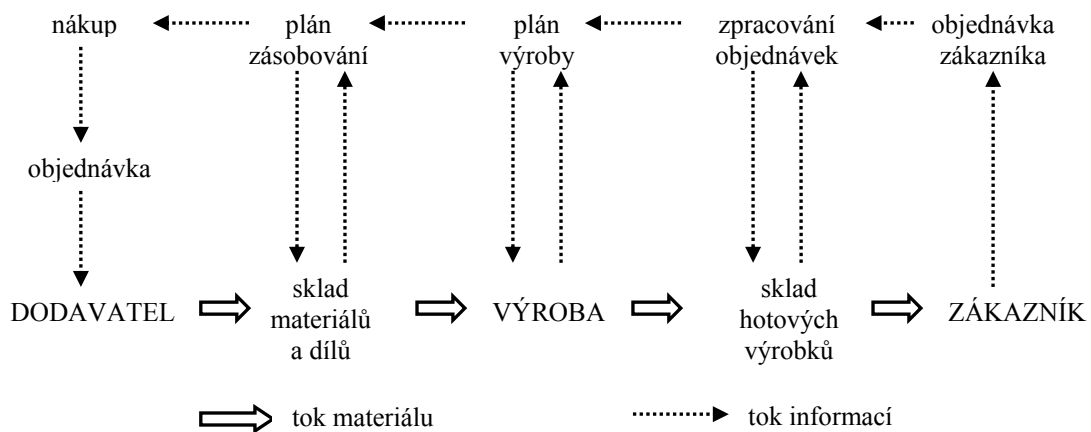 nákup
plán
zásobování
plán
výroby
zpracování
objednávek
objednávka
zákazníka
objednávka
DODAVATEL
sklad
materiálů
a dílů
VÝROBA
sklad
hotových
výrobků
ZÁKAZNÍK
tok materiálu
tok informací